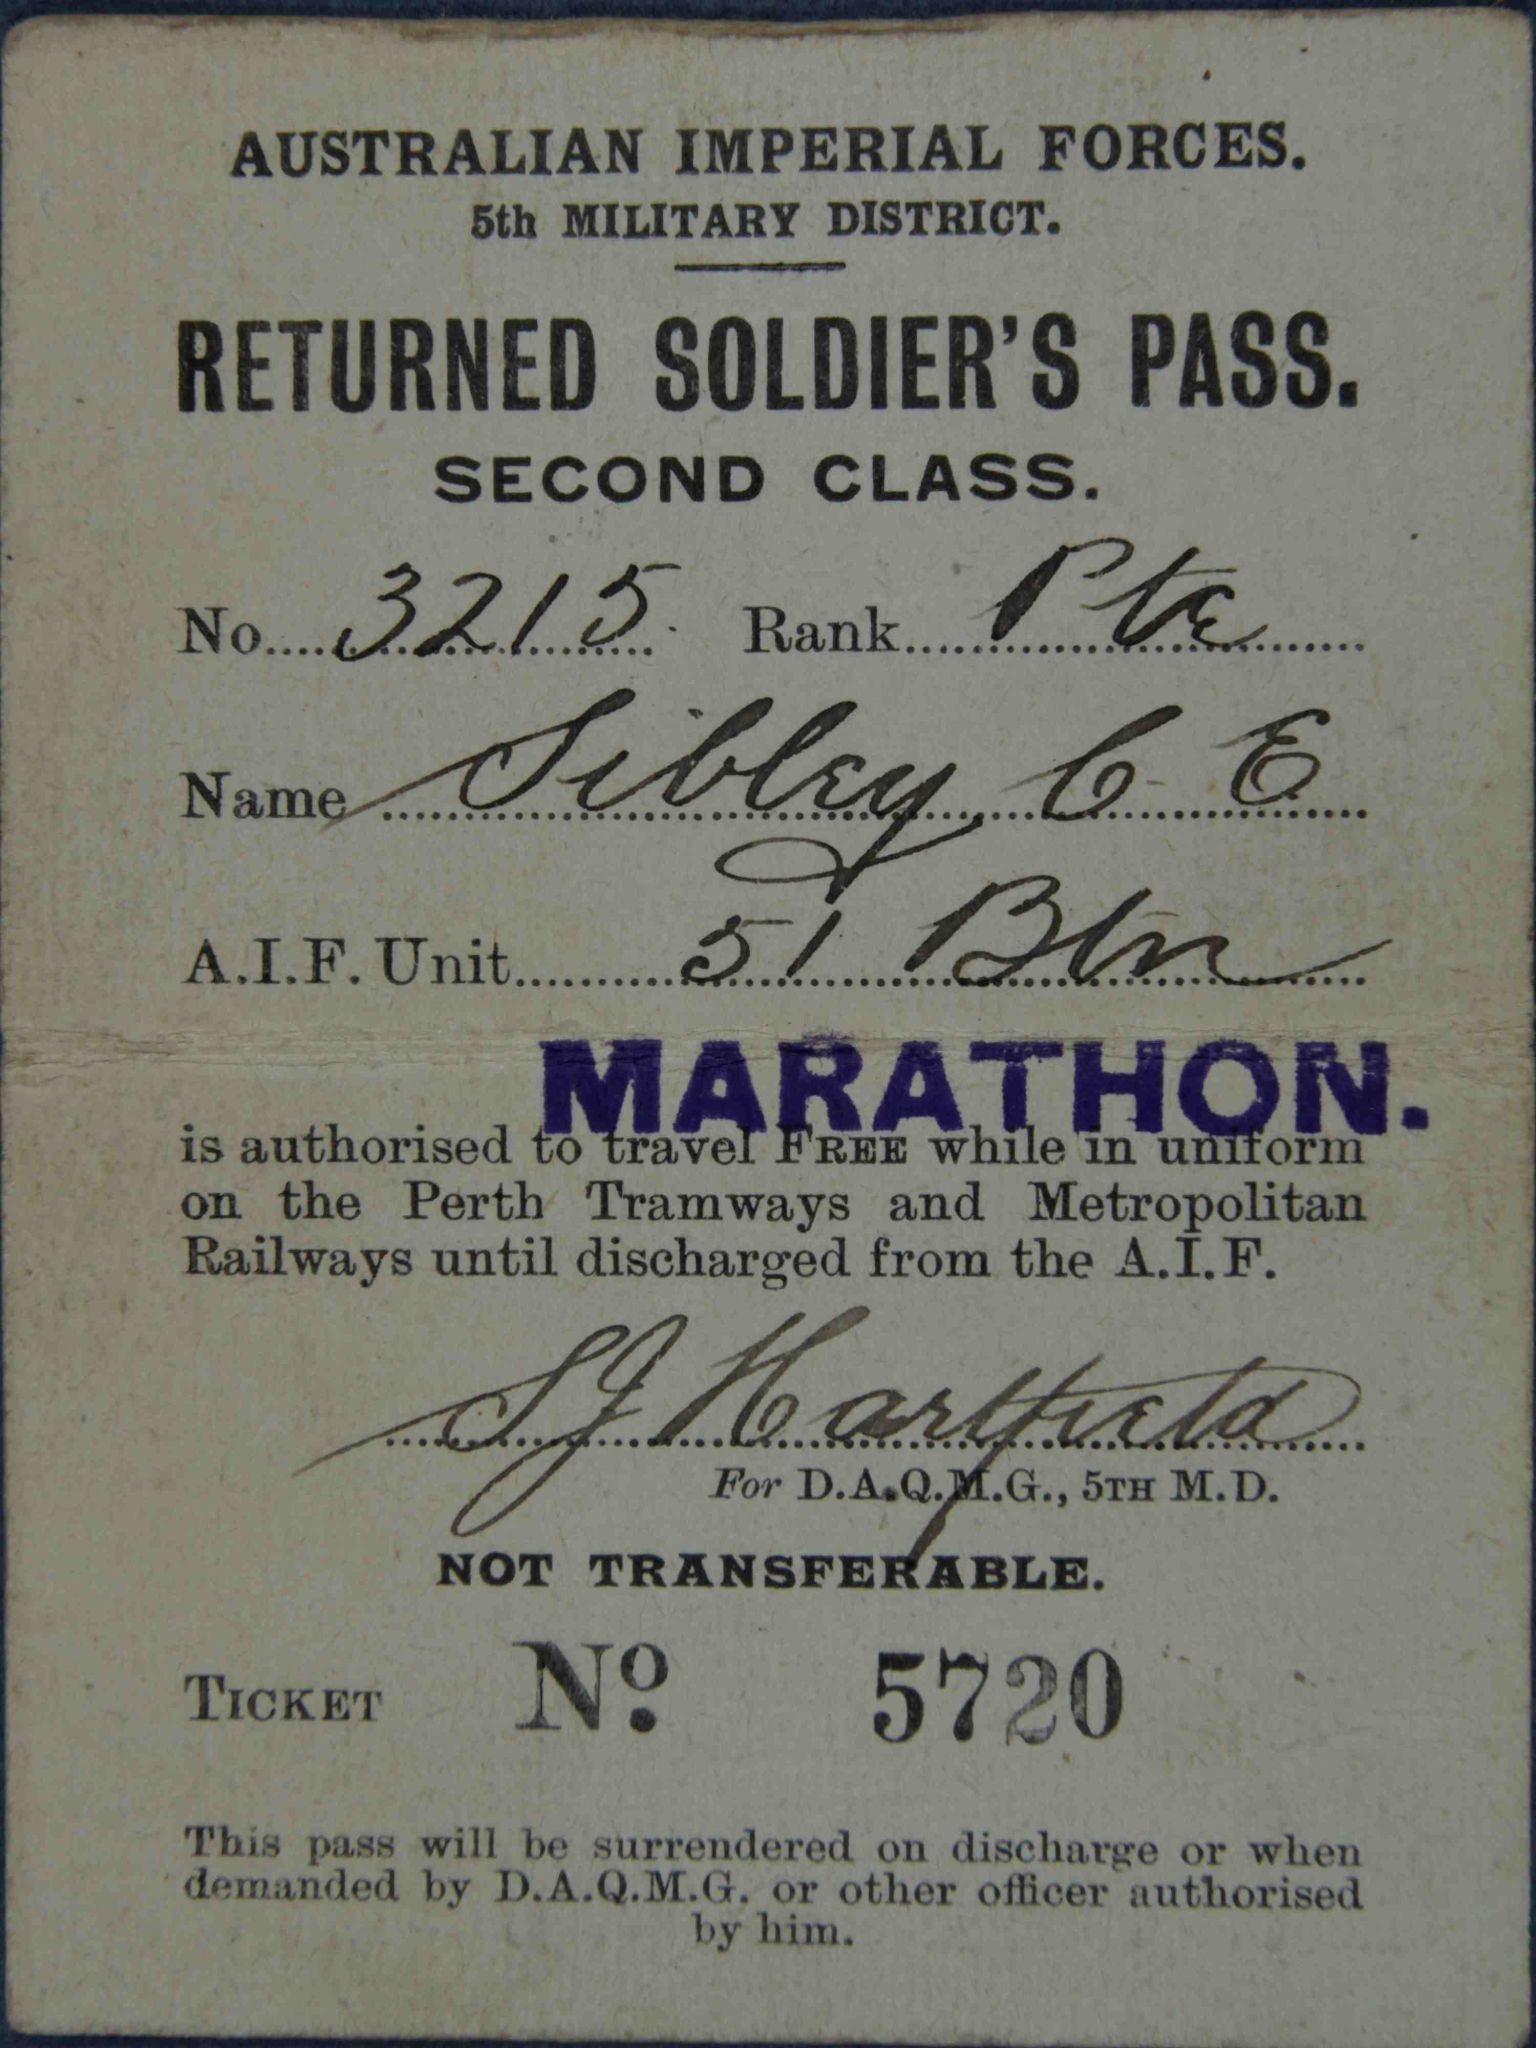 AUSTRALIAN IMPERIAL FORCES.
5th MILITARY DISTRICT.
RETURNED SOLDIER'S PASS.
SECOND CLASS.
No. 3215 Rank Pte
Name Sibley C E
A.I.F. Unit 51 Btn
MARATHON.
is authorised to travel FREE while in uniform
on the Perth Tramways and Metropolitan
Railways until discharged from the A.I.F.
S J Hartfield
For D.A.Q.M.G., 5TH M.D.
NOT TRANSFERABLE.
TICKET No. 5720
This pass will be surrendered on discharge or when
demanded by D.A.Q.M.G. or other officer authorised
by him.